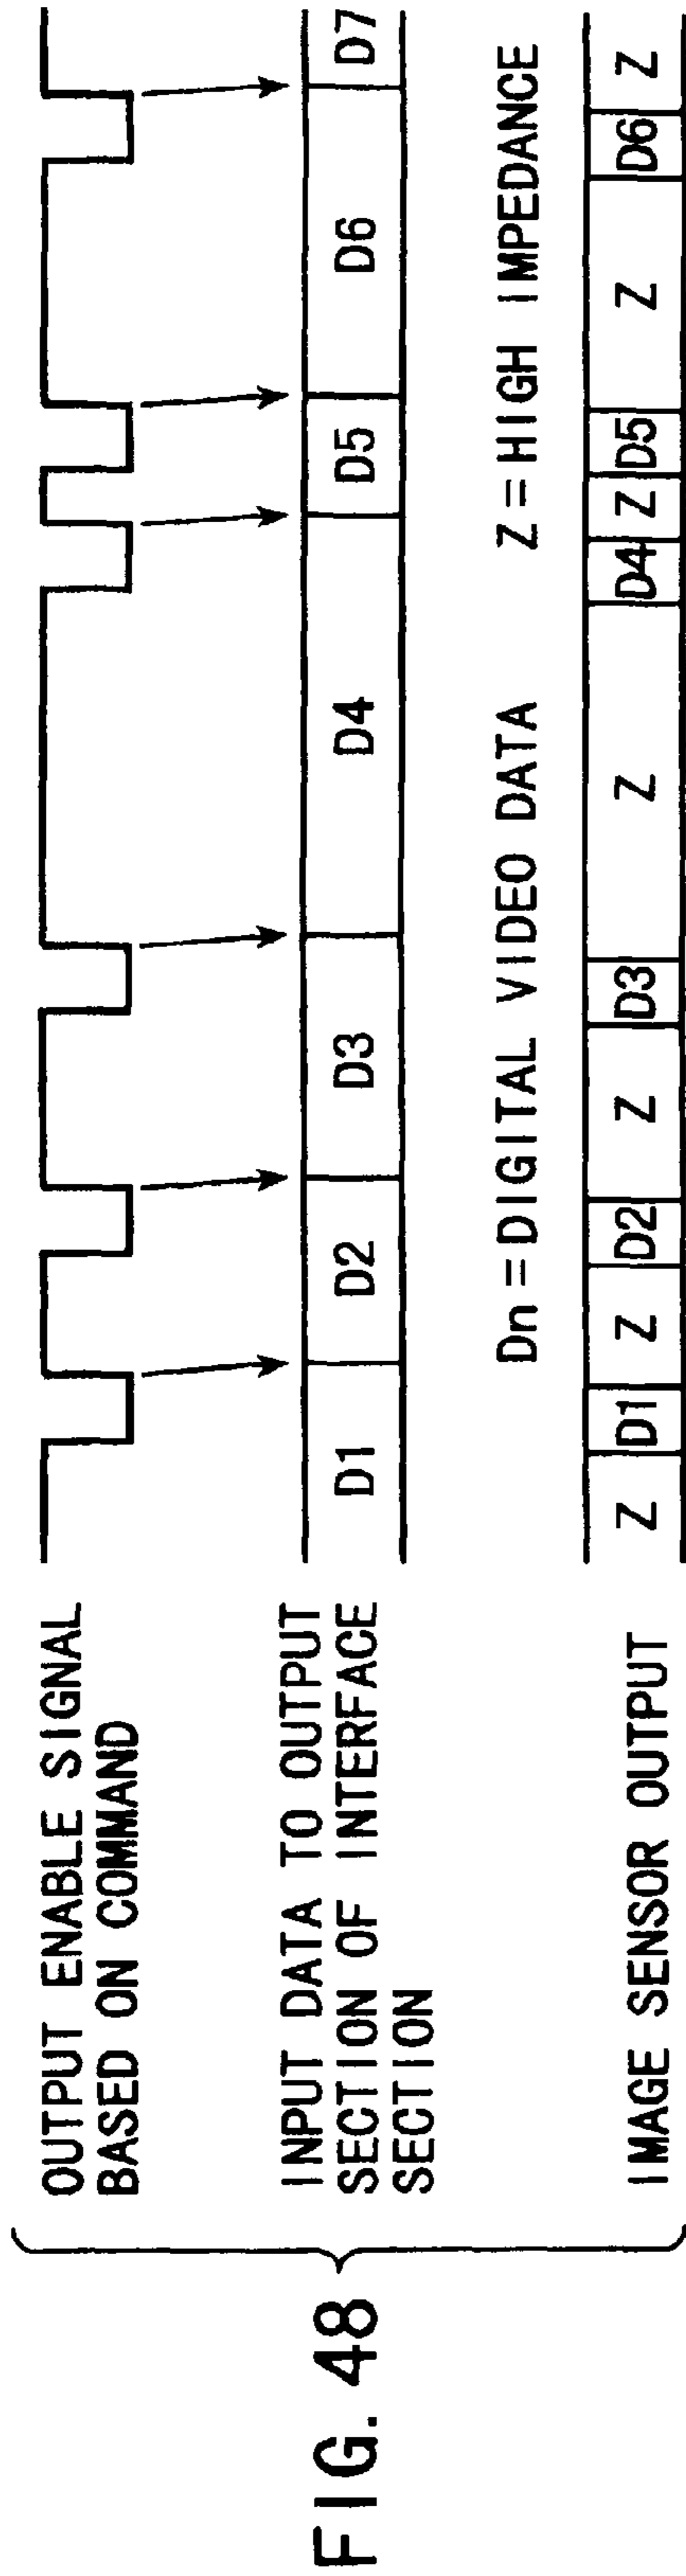 FIG. 48
OUTPUT ENABLE SIGNAL
BASED ON COMMAND
INPUT DATA TO OUTPUT
SECTION OF INTERFACE
SECTION
D1 D2 D3 D4 D5 D6 D7
Dn = DIGITAL VIDEO DATA Z = HIGH IMPEDANCE
IMAGE SENSOR OUTPUT
Z D1 Z D2 Z D3 Z D4 Z D5 Z D6 Z